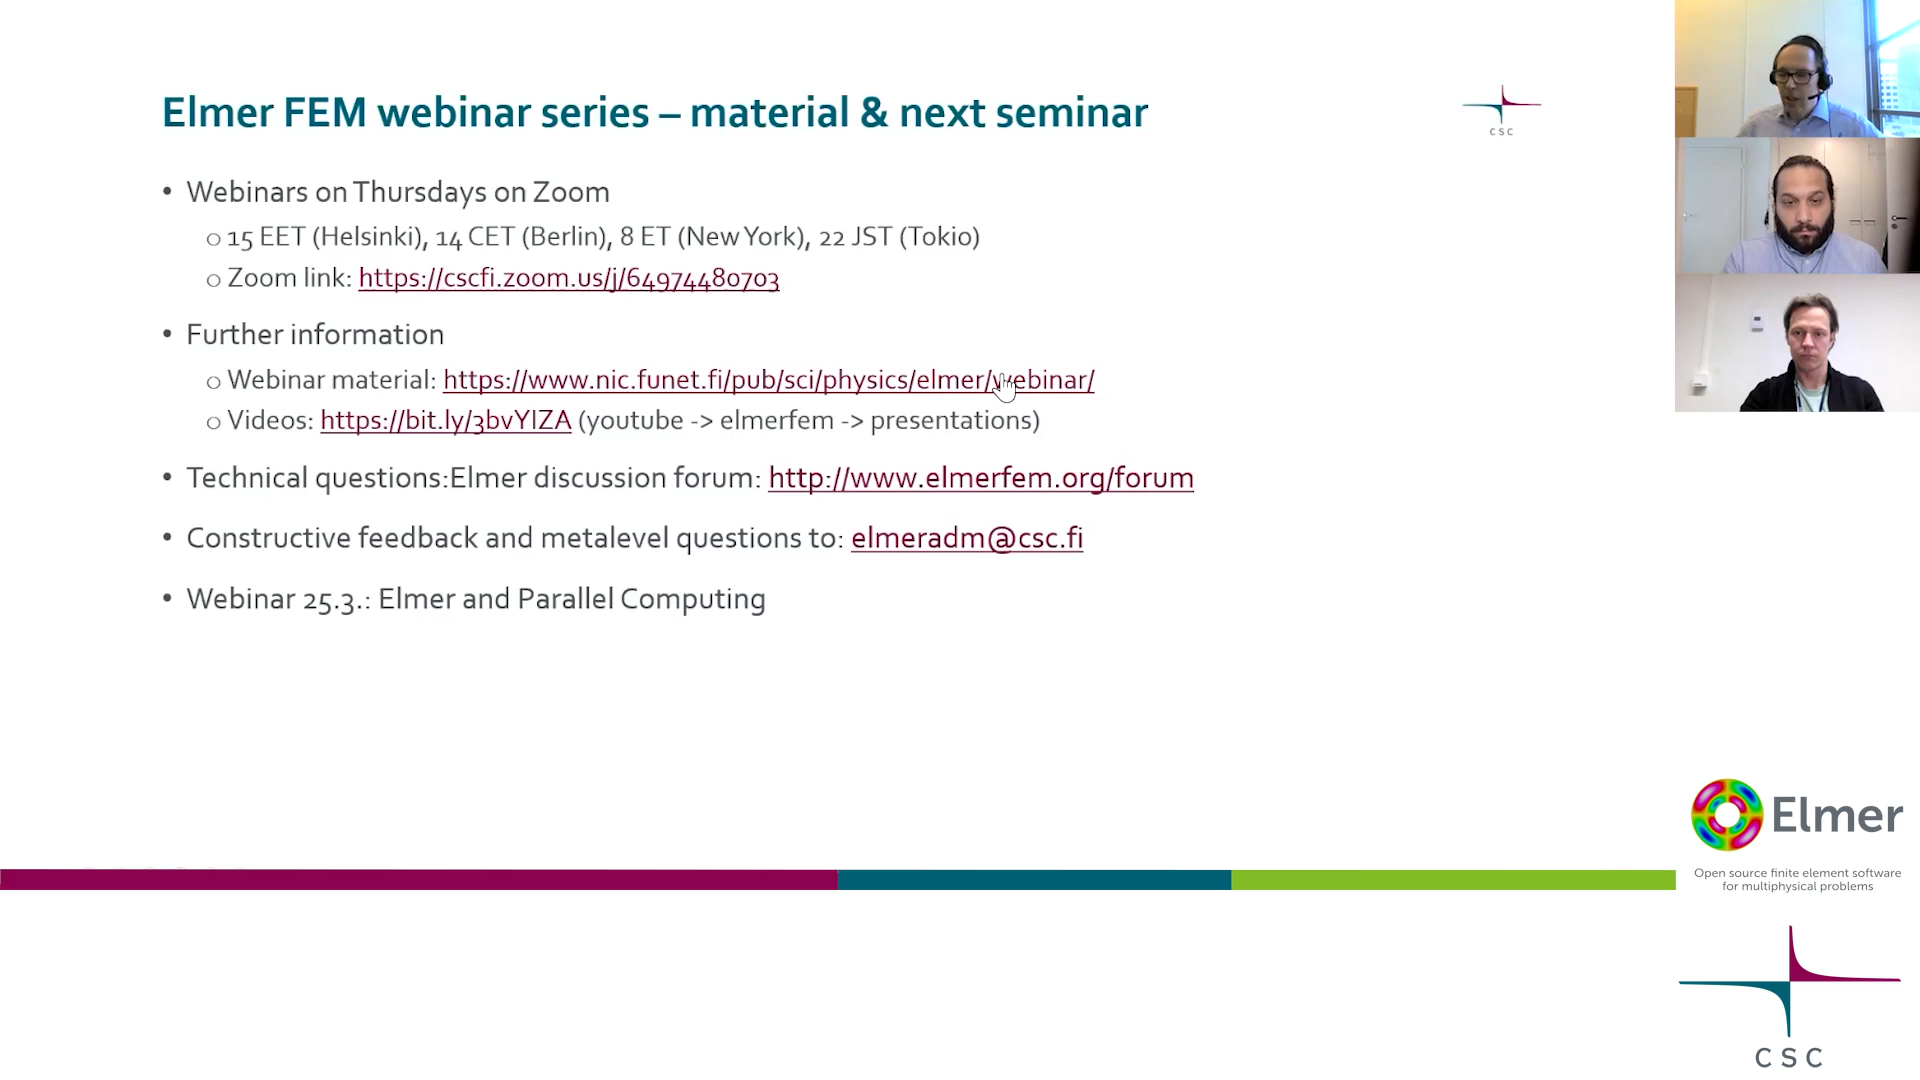 Elmer FEM webinar series – material & next seminar
CSC
• Webinars on Thursdays on Zoom
o 15 EET (Helsinki), 14 CET (Berlin), 8 ET (New York), 22 JST (Tokio)
o Zoom link: https://cscfi.zoom.us/j/64974480703
• Further information
o Webinar material: https://www.nic.funet.fi/pub/sci/physics/elmer/webinar/
o Videos: https://bit.ly/3bvYIZA (youtube -> elmerfem -> presentations)
• Technical questions:Elmer discussion forum: http://www.elmerfem.org/forum
• Constructive feedback and metalevel questions to: elmeradm@csc.fi
• Webinar 25.3.: Elmer and Parallel Computing
Elmer
Open source finite element software
for multiphysical problems
CSC